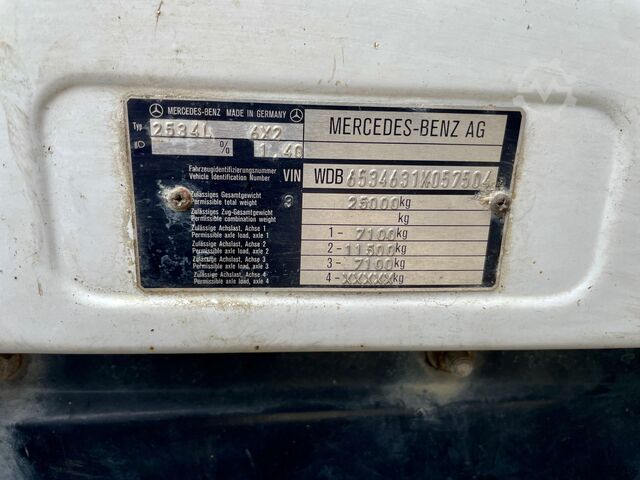 MERCEDES-BENZ MADE IN GERMANY
Typ 2534L 6X2
% 1.40
MERCEDES-BENZ AG
Fahrzeugidentifizierungsnummer
Vehicle Identification Number
VIN WDB 6534631K057504
Zulässiges Gesamtgewicht
Permissible total weight
3 25000 kg
Zulässiges Zug-Gesamtgewicht
Permissible combination weight
kg
Zulässige Achslast, Achse 1
Permissible axle load, axle 1
1 - 7100 kg
Zulässige Achslast, Achse 2
Permissible axle load, axle 2
2 - 11500 kg
Zulässige Achslast, Achse 3
Permissible axle load, axle 3
3 - 7100 kg
Zulässige Achslast, Achse 4
Permissible axle load, axle 4
4 - XXXXX kg